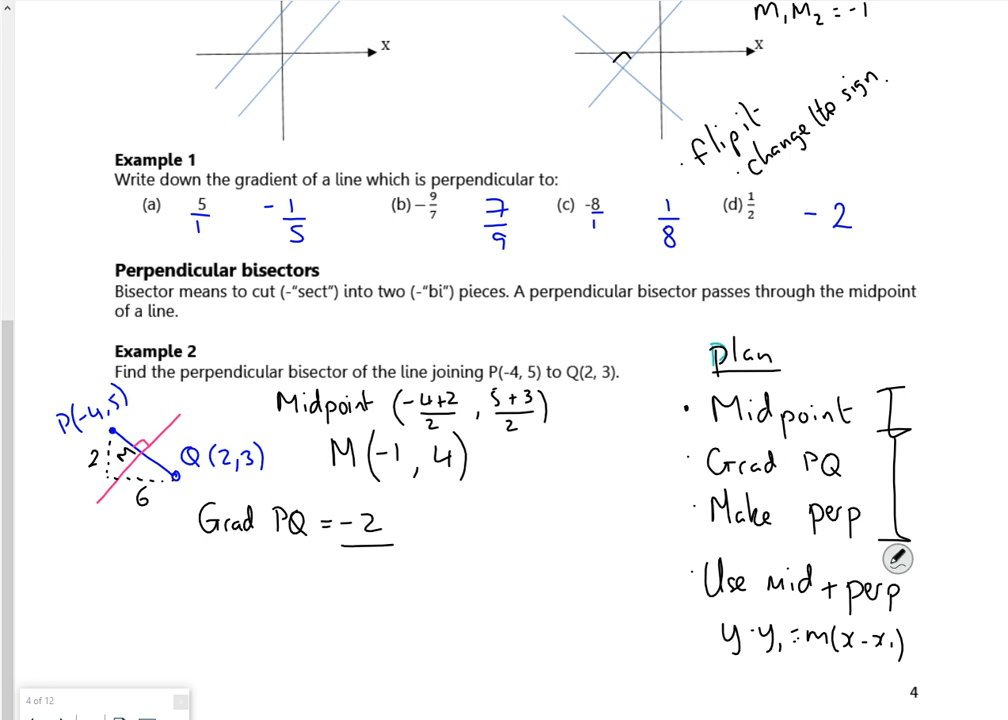 m₁m₂ = -1
x
x
. flip it
. change (to sign.
Example 1
Write down the gradient of a line which is perpendicular to:
(a) 5/1 -1/5 (b) -9/7 7/9 (c) -8/1 1/8 (d) 1/2 -2
Perpendicular bisectors
Bisector means to cut (-"sect") into two (-"bi") pieces. A perpendicular bisector passes through the midpoint
of a line.
Example 2
Find the perpendicular bisector of the line joining P(-4, 5) to Q(2, 3).
P(-4,5)
M
2
6
Q (2,3)
Midpoint (-4+2/2, 5+3/2)
M(-1, 4)
Grad PQ = -2
Plan
· Midpoint
· Grad PQ
· Make perp
· Use mid + perp
y-y₁ = m(x-x₁)
4
4 of 12